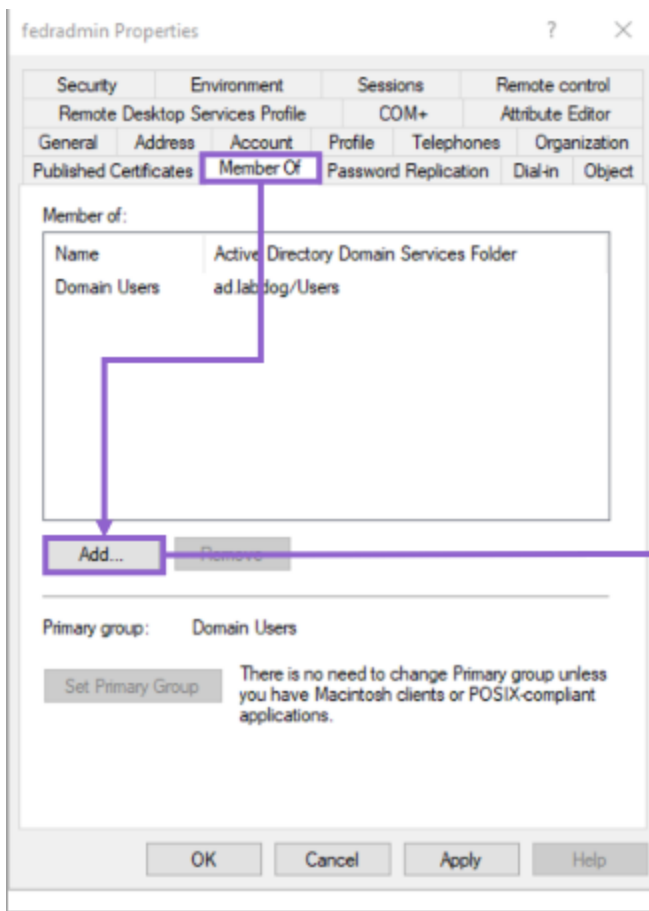 fedradmin Properties ? ×
Security Environment Sessions Remote control
Remote Desktop Services Profile COM+ Attribute Editor
General Address Account Profile Telephones Organization
Published Certificates Member Of Password Replication Dial-in Object
Member of:
Name Active Directory Domain Services Folder
Domain Users ad.labdog/Users
Add... Remove
Primary group: Domain Users
Set Primary Group
There is no need to change Primary group unless
you have Macintosh clients or POSIX-compliant
applications.
OK Cancel Apply Help